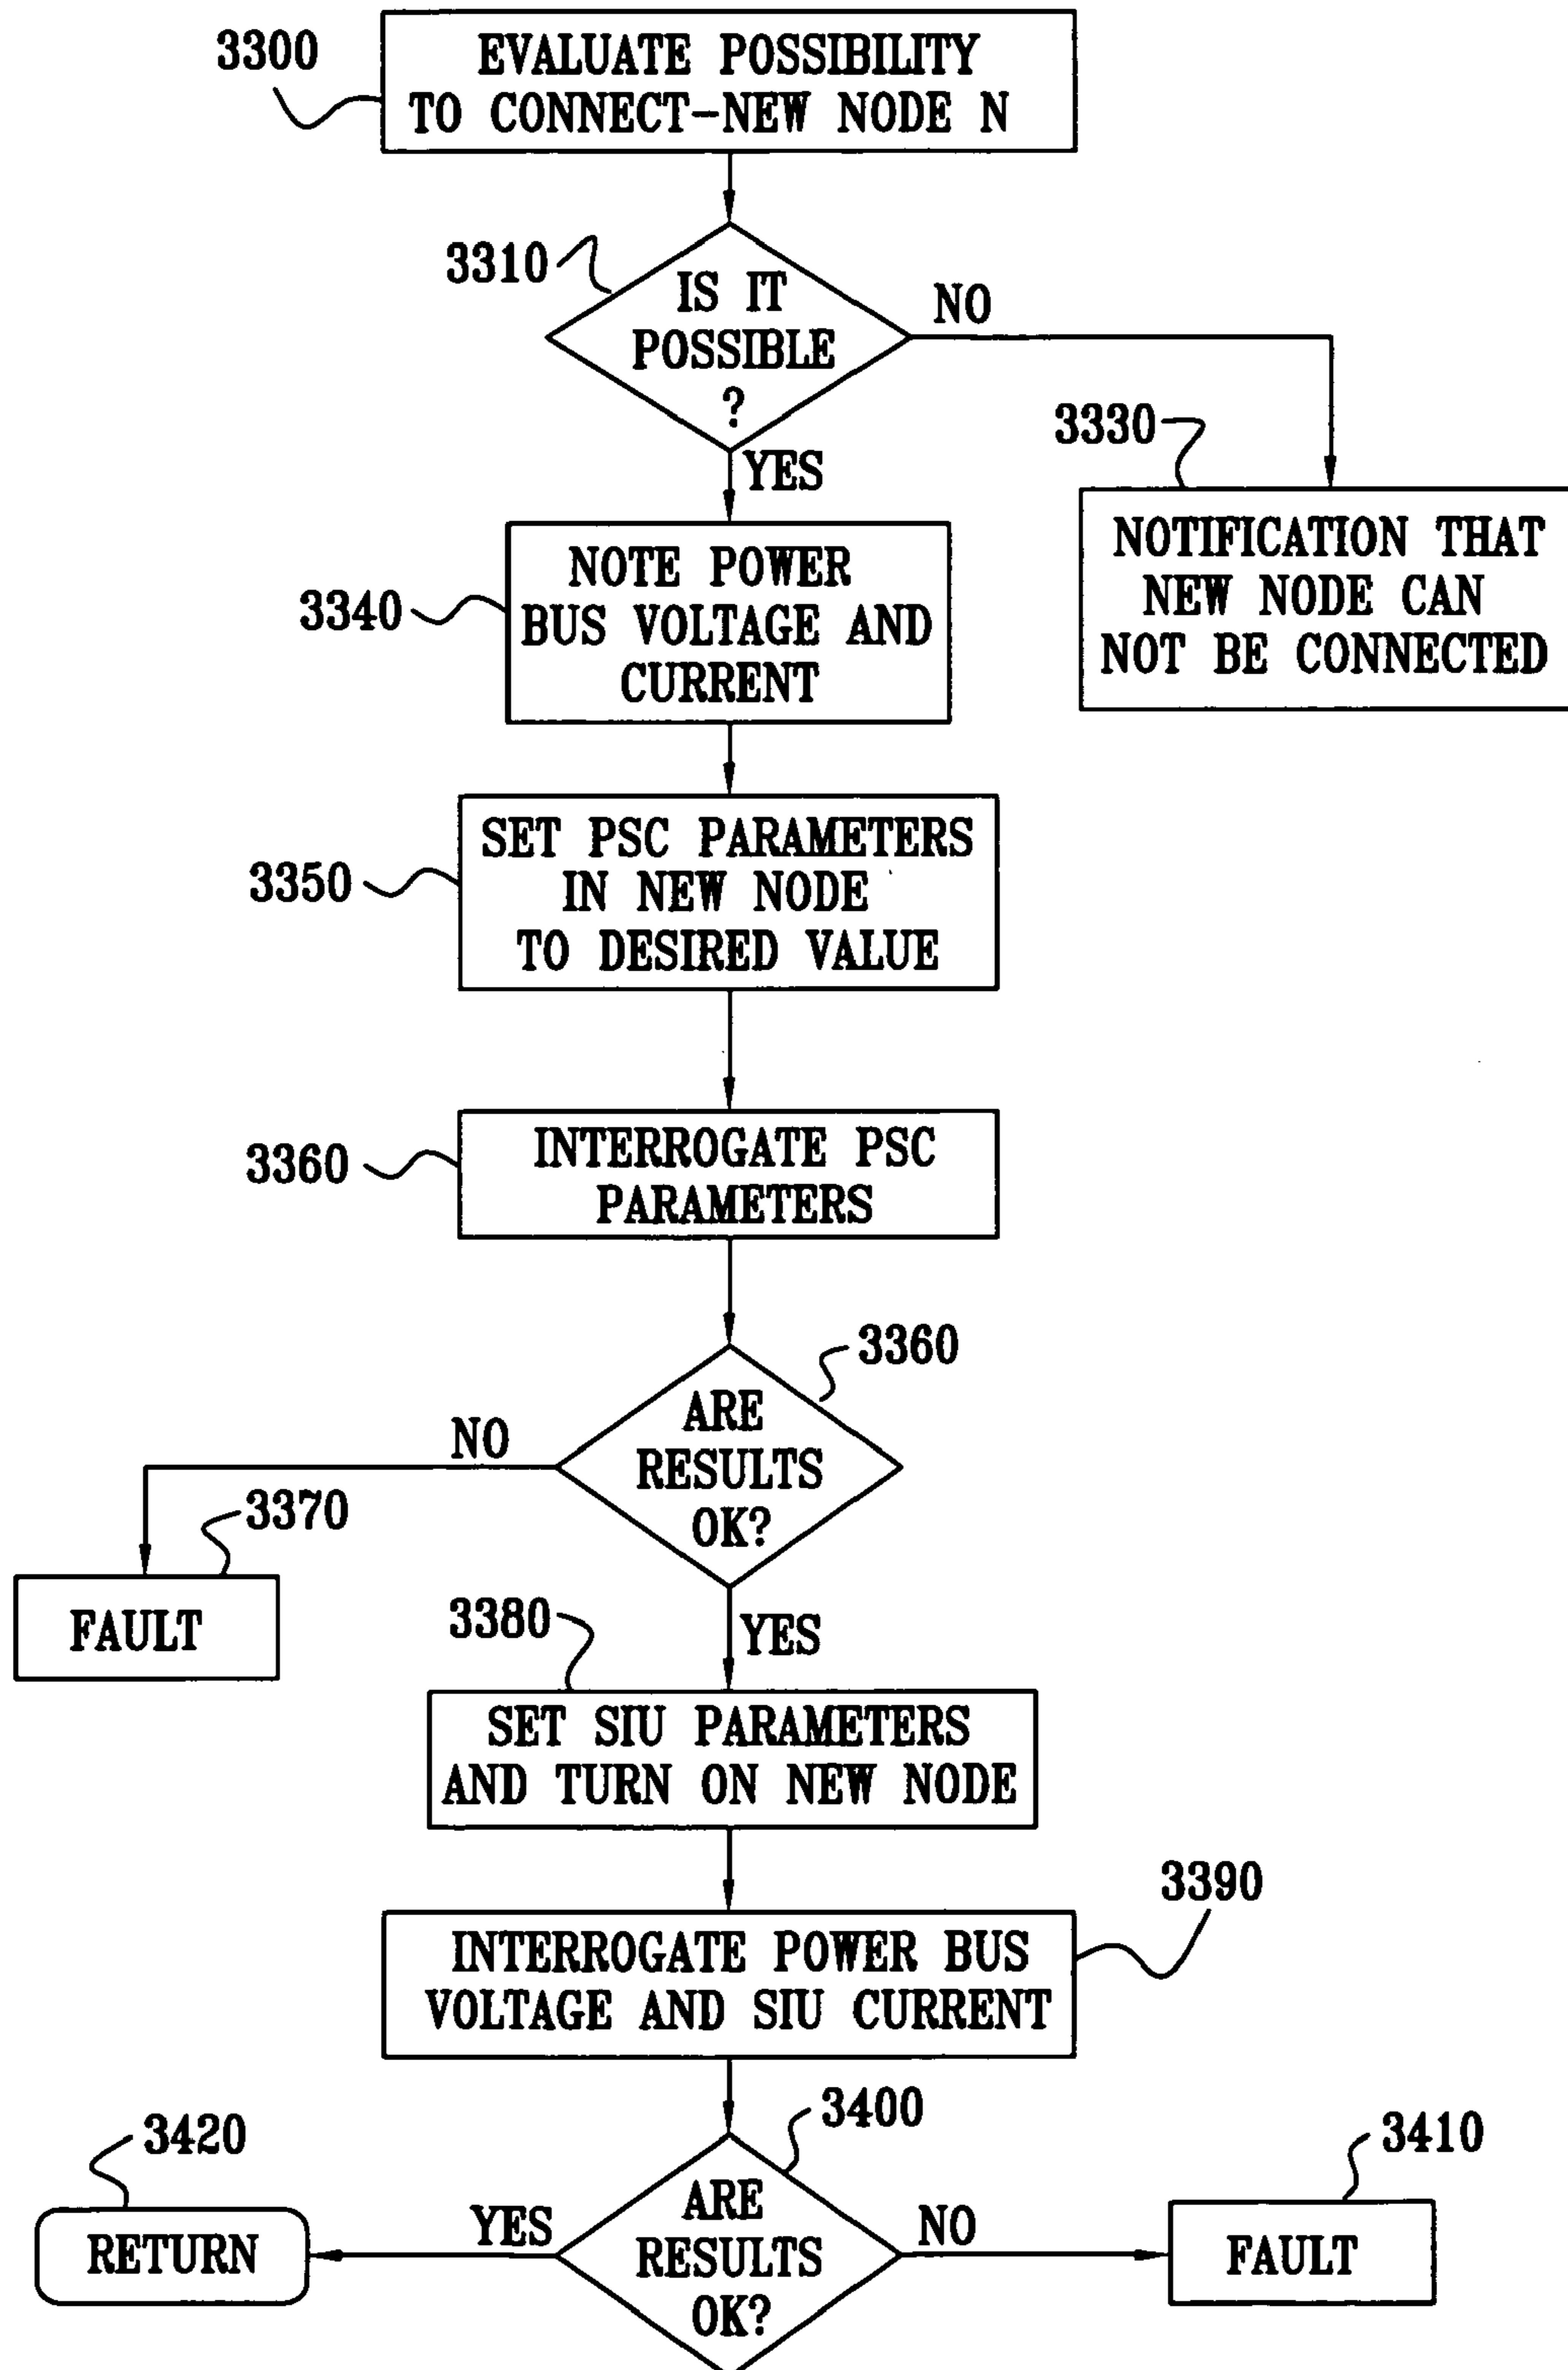 3300
EVALUATE POSSIBILITY
TO CONNECT-NEW NODE N
3310
IS IT
POSSIBLE
?
NO
YES
3330
NOTIFICATION THAT
NEW NODE CAN
NOT BE CONNECTED
3340
NOTE POWER
BUS VOLTAGE AND
CURRENT
3350
SET PSC PARAMETERS
IN NEW NODE
TO DESIRED VALUE
3360
INTERROGATE PSC
PARAMETERS
3360
ARE
RESULTS
OK?
NO
3370
FAULT
YES
3380
SET SIU PARAMETERS
AND TURN ON NEW NODE
3390
INTERROGATE POWER BUS
VOLTAGE AND SIU CURRENT
3400
ARE
RESULTS
OK?
YES
3420
RETURN
NO
3410
FAULT